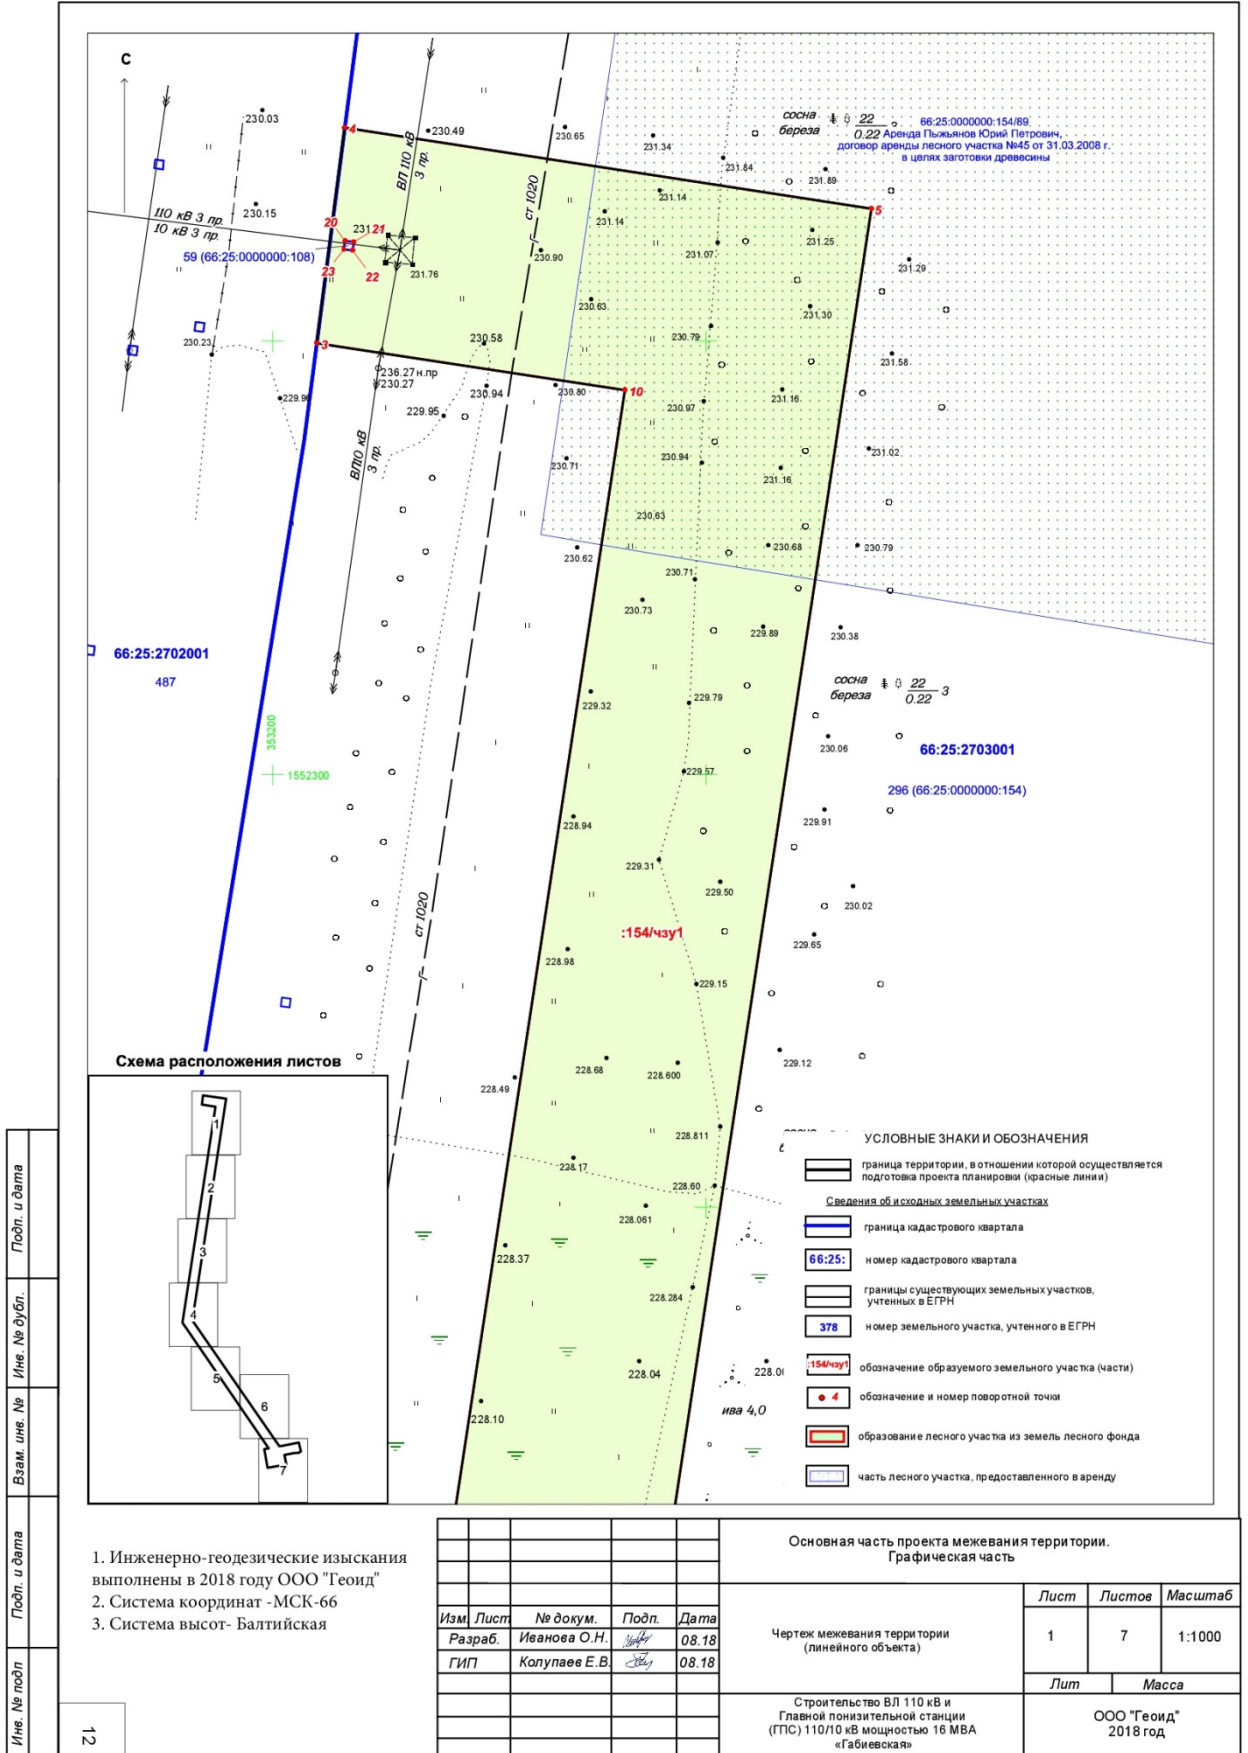 С
230.03
230.49
230.65
231.34
231.84
сосна
береза
22
0.22
66:25:0000000:154/89.
Аренда Пыжьянов Юрий Петрович,
договор аренды лесного участка №45 от 31.03.2008 г.
в целях заготовки древесины
4
ВЛ 110 кВ
3 пр.
ст 1020
231.89
231.14
231.14
5
230.15
110 кВ 3 пр.
10 кВ 3 пр.
20
21
23
22
59 (66:25:0000000:108)
231.76
230.90
231.07
231.25
231.29
230.63
231.30
230.79
230.23
3
230.58
231.58
236.27н.пр
230.27
230.94
230.80
10
231.16
229.95
230.97
ВЛ10 кВ
3 пр.
230.71
230.94
231.16
231.02
230.63
230.62
230.68
230.79
230.71
230.73
229.89
230.38
66:25:2702001
487
сосна
береза
22
0.22
3
229.32
229.79
230.06
66:25:2703001
353200
1552300
229.57
296 (66:25:0000000:154)
228.94
229.91
229.31
229.50
230.02
ст 1020
:154/чзу1
229.65
228.98
229.15
228.68
228.600
229.12
228.49
228.811
228.17
228.60
228.061
228.37
228.284
228.04
228.10
ива 4,0
Схема расположения листов
1
2
3
4
5
6
7
УСЛОВНЫЕ ЗНАКИ И ОБОЗНАЧЕНИЯ
граница территории, в отношении которой осуществляется
подготовка проекта планировки (красные линии)
Сведения об исходных земельных участках
граница кадастрового квартала
66:25: номер кадастрового квартала
границы существующих земельных участков,
учтенных в ЕГРН
378 номер земельного участка, учтенного в ЕГРН
:154/чзу1 обозначение образуемого земельного участка (части)
4 обозначение и номер поворотной точки
образование лесного участка из земель лесного фонда
часть лесного участка, предоставленного в аренду
Подп. и дата
Инв. № дубл.
Взам. инв. №
Подп. и дата
Инв. № подп
12
1. Инженерно-геодезические изыскания
выполнены в 2018 году ООО "Геоид"
2. Система координат -МСК-66
3. Система высот- Балтийская
Основная часть проекта межевания территории.
Графическая часть
Изм. Лист № докум. Подп. Дата
Разраб. Иванова О.Н. 08.18
ГИП Колупаев Е.В. 08.18
Чертеж межевания территории
(линейного объекта)
Лист Листов Масштаб
1 7 1:1000
Лит Масса
Строительство ВЛ 110 кВ и
Главной понизительной станции
(ГПС) 110/10 кВ мощностью 16 МВА
«Габиевская»
ООО "Геоид"
2018 год